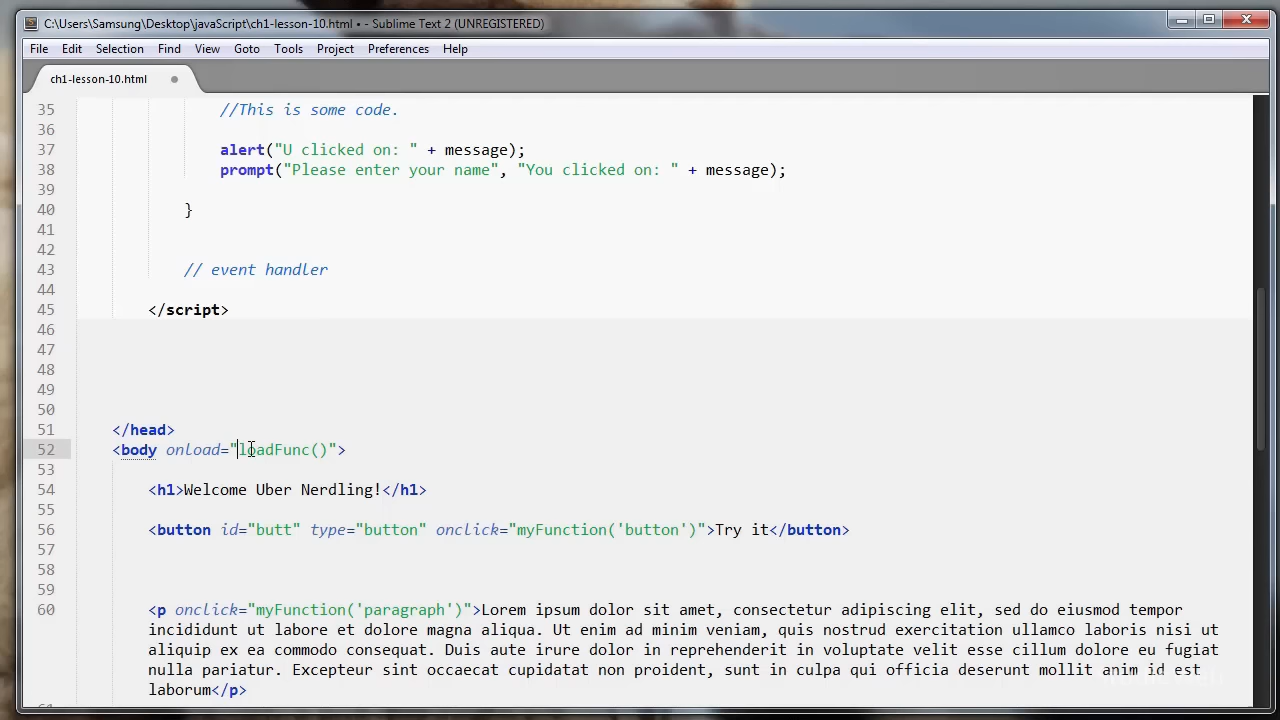 C:\Users\Samsung\Desktop\javaScript\ch1-lesson-10.html • - Sublime Text 2 (UNREGISTERED)
File Edit Selection Find View Goto Tools Project Preferences Help
ch1-lesson-10.html
35 //This is some code.
36
37 alert("U clicked on: " + message);
38 prompt("Please enter your name", "You clicked on: " + message);
39
40 }
41
42
43 // event handler
44
45 </script>
46
47
48
49
50
51 </head>
52 <body onload="loadFunc()">
53
54 <h1>Welcome Uber Nerdling!</h1>
55
56 <button id="butt" type="button" onclick="myFunction('button')">Try it</button>
57
58
59
60 <p onclick="myFunction('paragraph')">Lorem ipsum dolor sit amet, consectetur adipiscing elit, sed do eiusmod tempor
incididunt ut labore et dolore magna aliqua. Ut enim ad minim veniam, quis nostrud exercitation ullamco laboris nisi ut
aliquip ex ea commodo consequat. Duis aute irure dolor in reprehenderit in voluptate velit esse cillum dolore eu fugiat
nulla pariatur. Excepteur sint occaecat cupidatat non proident, sunt in culpa qui officia deserunt mollit anim id est
laborum</p>